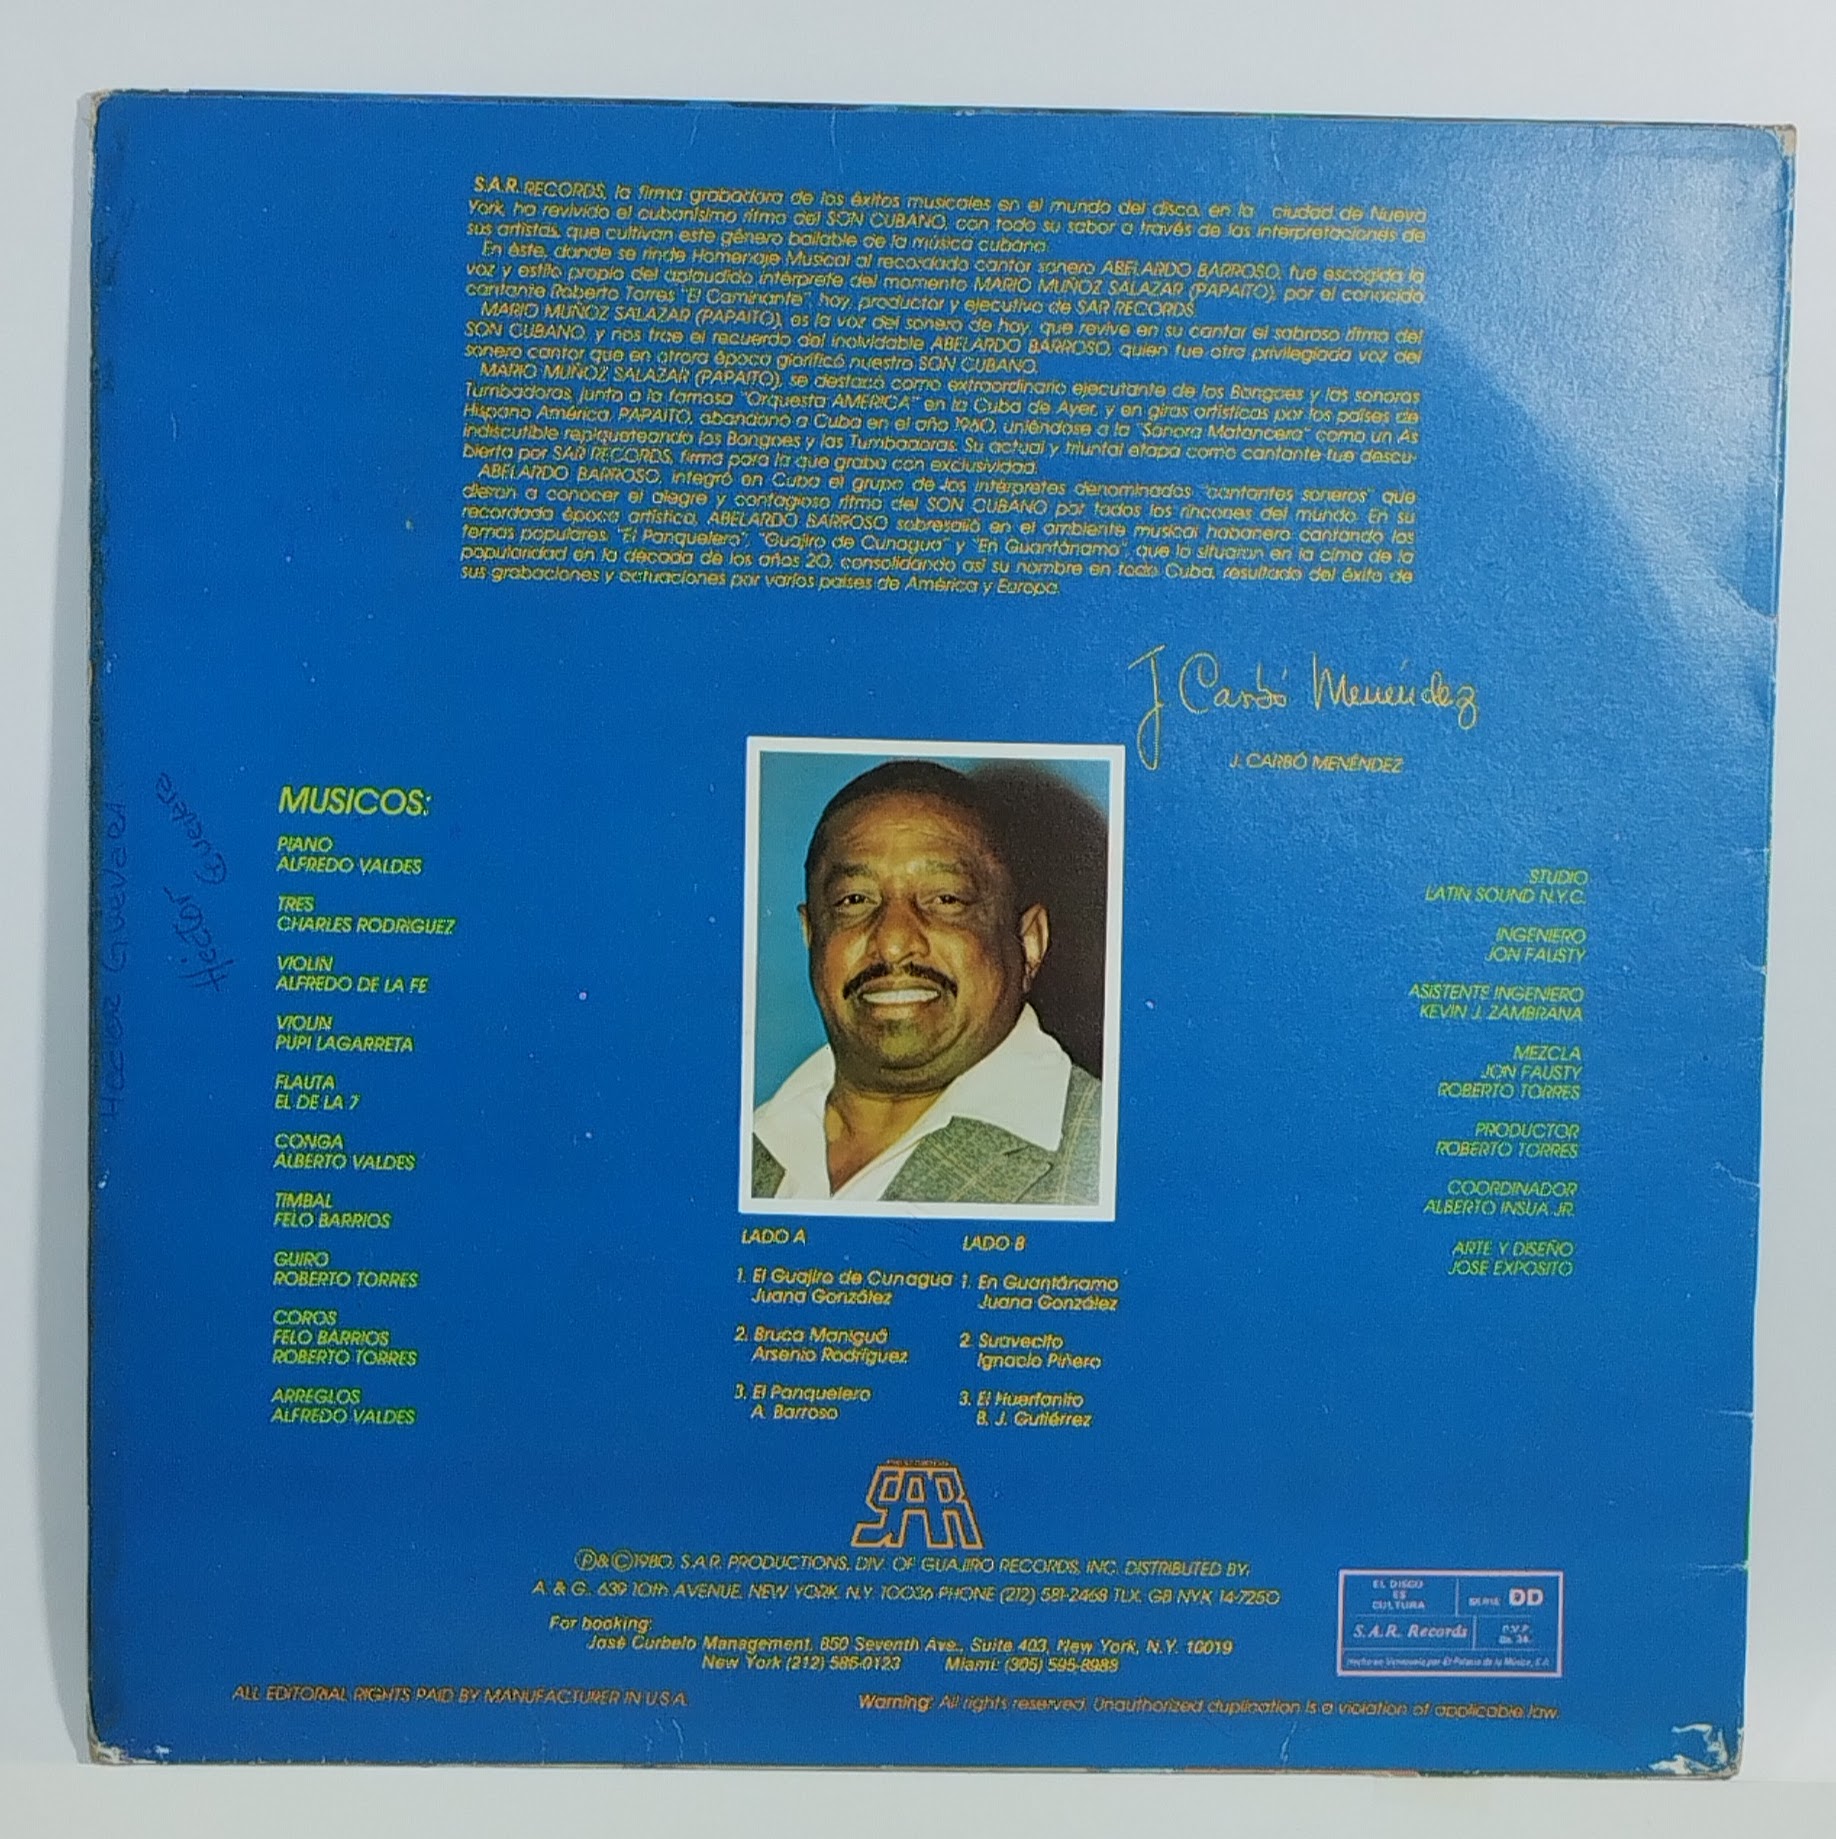 S.A.R. RECORDS, la firma grabadora de los éxitos musicales en el mundo del disco, en la ciudad de Nueva
York, ha revivido el cubanísimo ritmo del SON CUBANO, con todo su sabor a través de las interpretaciones de
sus artistas, que cultivan este género bailable de la música cubana.
En éste, donde se rinde Homenaje Musical al recordado cantor sonero ABELARDO BARROSO, fue escogida la
voz y estilo propio del aplaudido intérprete del momento MARIO MUÑOZ SALAZAR (PAPAITO), por el conocido
cantante Roberto Torres "El Caminante", hoy, productor y ejecutivo de SAR RECORDS.
MARIO MUÑOZ SALAZAR (PAPAITO), es la voz del sonero de hoy, que revive en su cantar el sabroso ritmo del
SON CUBANO, y nos trae el recuerdo del inolvidable ABELARDO BARROSO, quien fue otra privilegiada voz del
sonero cantor que en otrora época glorificó nuestro SON CUBANO.
MARIO MUÑOZ SALAZAR (PAPAITO), se destacó como extraordinario ejecutante de los Bongoes y las sonoras
Tumbadoras, junto a la famosa "Orquesta AMERICA" en la Cuba de Ayer, y en giras artísticas por los países de
Hispano América, PAPAITO, abandonó a Cuba en el año 1960, uniéndose a la "Sonora Matancera" como un As
indiscutible repiqueteando los Bongoes y las Tumbadoras. Su actual y triunfal etapa como cantante fue descu-
bierta por SAR RECORDS, firma para la que graba con exclusividad.
ABELARDO BARROSO, integró en Cuba el grupo de los intérpretes denominados "cantantes soneros" que
dieron a conocer el alegre y contagioso ritmo del SON CUBANO por todos los rincones del mundo. En su
recordada época artística, ABELARDO BARROSO sobresalió en el ambiente musical habanero cantando los
temas populares, "El Panquelero", "Guajiro de Cunagua" y "En Guantánamo", que lo situaron en la cima de la
popularidad en la década de los años 20, consolidando así su nombre en toda Cuba, resultado del éxito de
sus grabaciones y actuaciones por varios países de América y Europa.
J Carbó Menéndez
J. CARBÓ MENÉNDEZ
Hector Guevara
Hector Guevara
MUSICOS:
PIANO
ALFREDO VALDES
TRES
CHARLES RODRIGUEZ
VIOLIN
ALFREDO DE LA FE
VIOLIN
PUPI LAGARRETA
FLAUTA
EL DE LA 7
CONGA
ALBERTO VALDES
TIMBAL
FELO BARRIOS
GUIRO
ROBERTO TORRES
COROS
FELO BARRIOS
ROBERTO TORRES
ARREGLOS
ALFREDO VALDES
LADO A
1. El Guajiro de Cunagua
Juana González
2. Bruca Maniguá
Arsenio Rodríguez
3. El Panquelero
A. Barroso
LADO B
1. En Guantánamo
Juana González
2. Suavecito
Ignacio Piñero
3. El Huerfanito
B. J. Gutiérrez
STUDIO
LATIN SOUND N.Y.C.
INGENIERO
JON FAUSTY
ASISTENTE INGENIERO
KEVIN J. ZAMBRANA
MEZCLA
JON FAUSTY
ROBERTO TORRES
PRODUCTOR
ROBERTO TORRES
COORDINADOR
ALBERTO INSUA JR.
ARTE Y DISEÑO
JOSE EXPOSITO
SAR
Ⓟ&©1980, S.A.R. PRODUCTIONS, DIV. OF GUAJIRO RECORDS, INC. DISTRIBUTED BY:
A. & G., 639 10th AVENUE, NEW YORK, N.Y. 10036 PHONE (212) 581-2468 TLX. GB NYK 14-7250
For booking:
José Curbelo Management, 850 Seventh Ave., Suite 403, New York, N.Y. 10019
New York (212) 586-0123 Miami: (305) 595-8988
EL DISCO
ES
CULTURA
SERIE DD
S.A.R. Records
P.V.P.
Bs. 34.
Hecho en Venezuela por El Palacio de la Música, S.A.
ALL EDITORIAL RIGHTS PAID BY MANUFACTURER IN U.S.A.
Warning: All rights reserved. Unauthorized duplication is a violation of applicable law.